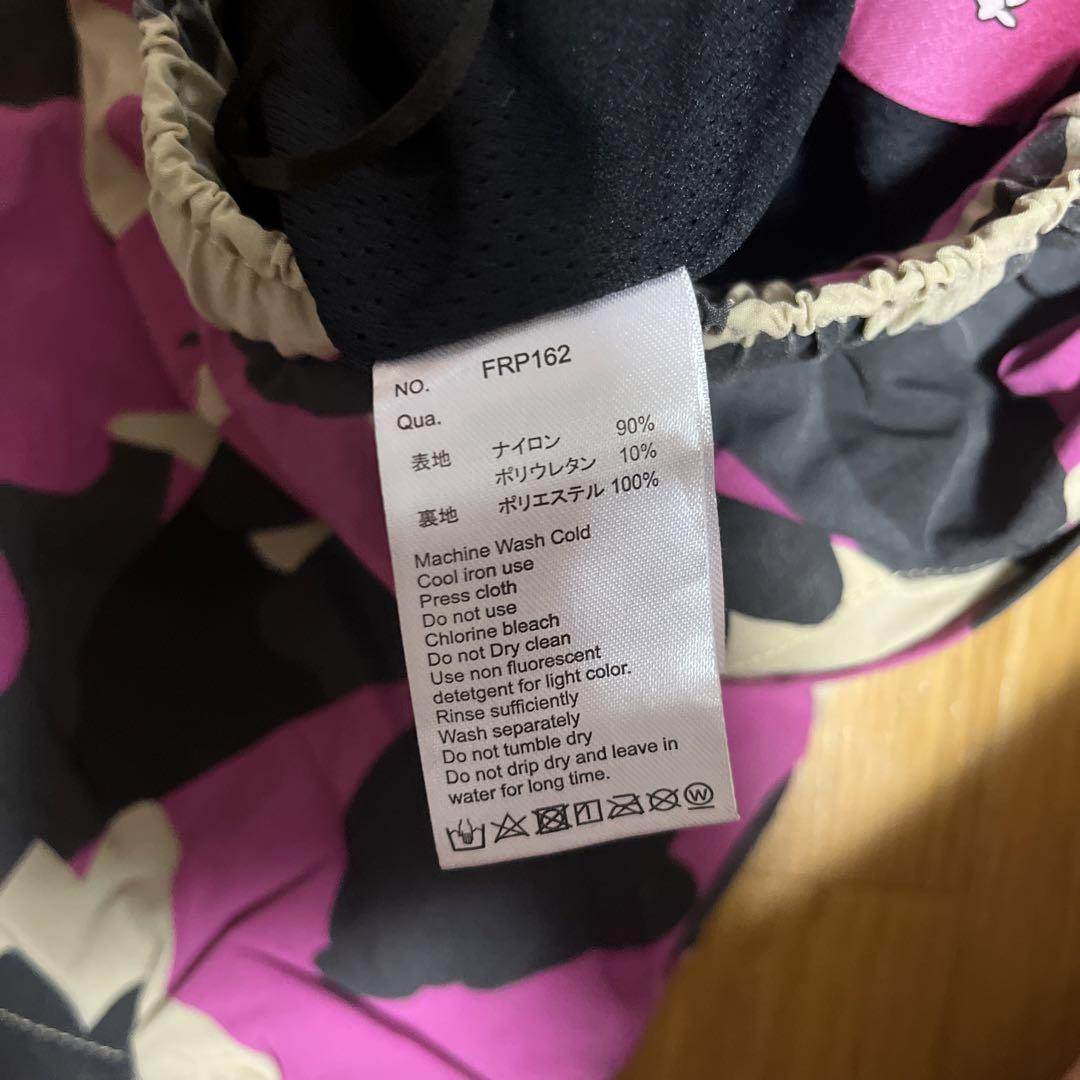 NO. FRP162
Qua.
表地 ナイロン 90%
ポリウレタン 10%
裏地 ポリエステル 100%
Machine Wash Cold
Cool iron use
Press cloth
Do not use
Chlorine bleach
Do not Dry clean
Use non fluorescent
detetgent for light color.
Rinse sufficiently
Wash separately
Do not tumble dry
Do not drip dry and leave in
water for long time.
W